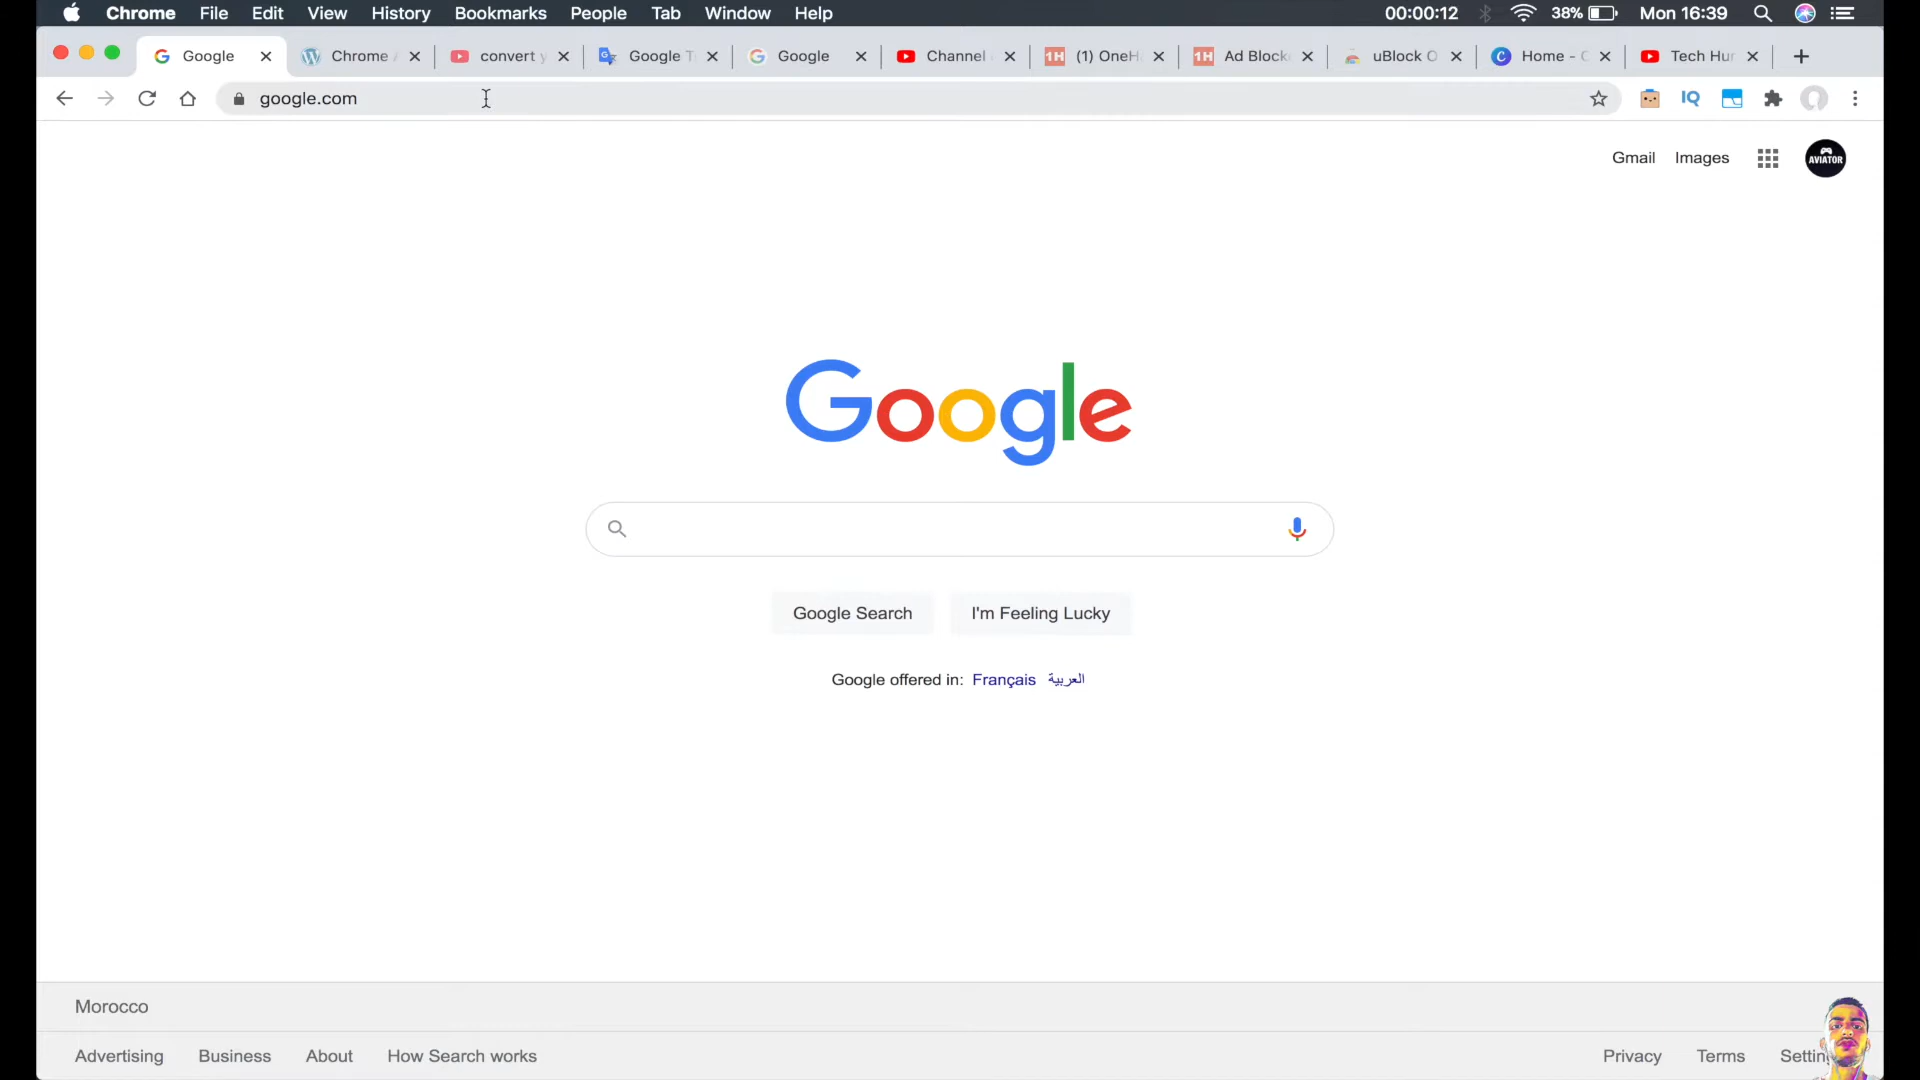 Chrome File Edit View History Bookmarks People Tab Window Help 00:00:12 38% Mon 16:39
Google Chrome convert Google Google Channel (1) OneH Ad Block uBlock Home - Tech Hur
google.com IQ
Gmail Images AVIATOR
Google
Google Search I'm Feeling Lucky
Google offered in: Français العربية
Morocco
Advertising Business About How Search works Privacy Terms Settin